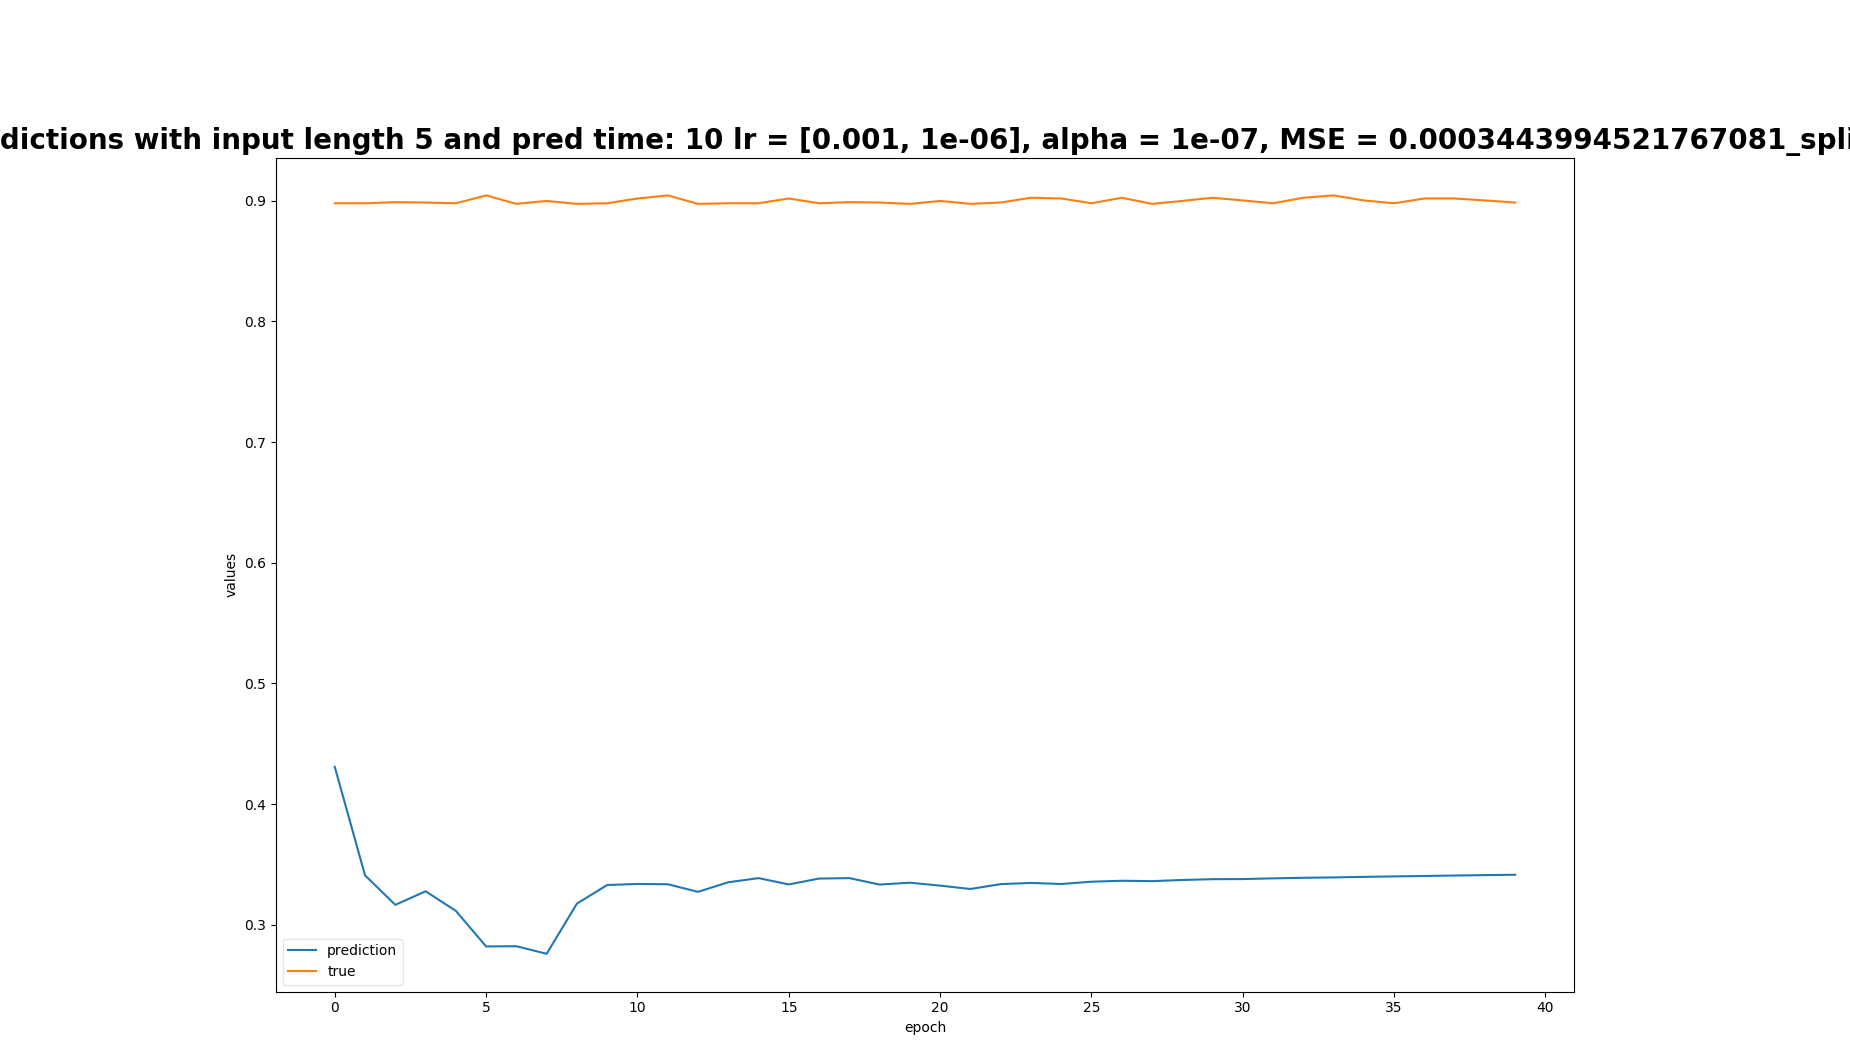 dictions with input length 5 and pred time: 10 lr = [0.001, 1e-06], alpha = 1e-07, MSE = 0.0003443994521767081_spli
0.9
0.8
0.7
0.6
0.5
0.4
0.3
values
prediction
true
0 5 10 15 20 25 30 35 40
epoch